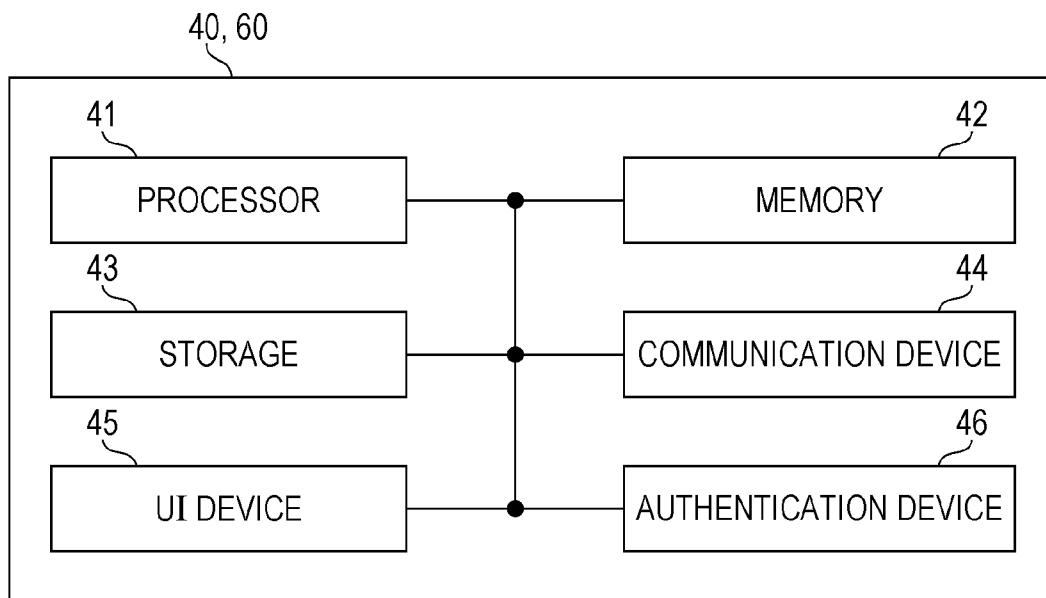 40, 60
41
42
PROCESSOR
MEMORY
43
44
STORAGE
COMMUNICATION DEVICE
45
46
UI DEVICE
AUTHENTICATION DEVICE